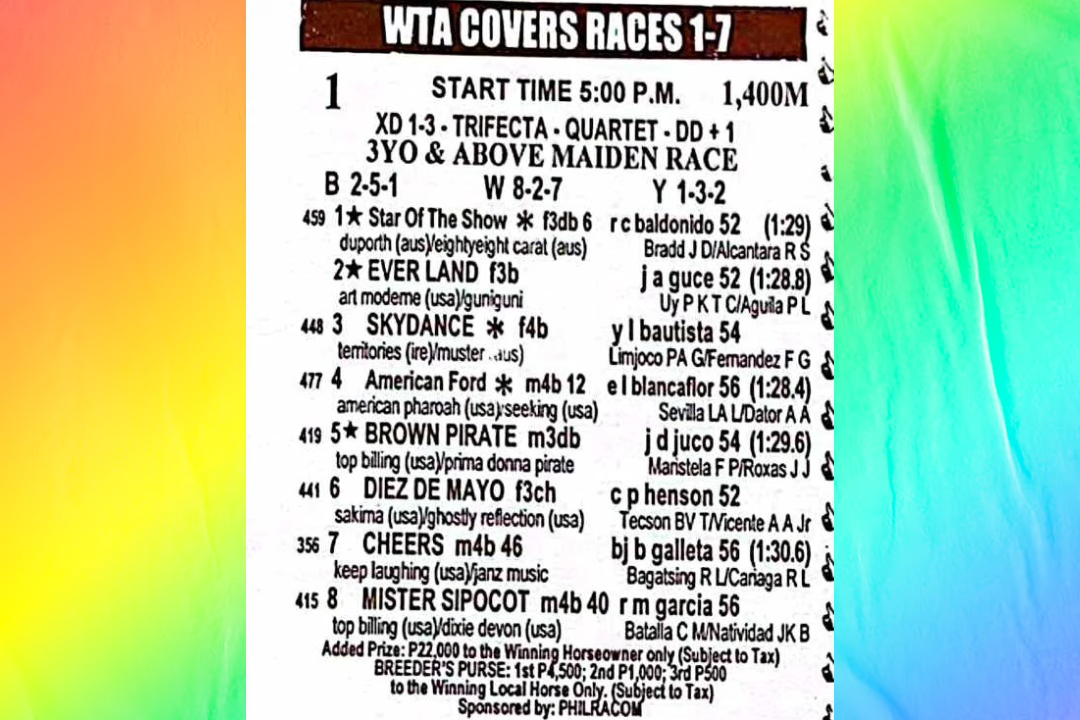 WTA COVERS RACES 1-7
1 START TIME 5:00 P.M. 1,400M
XD 1-3 - TRIFECTA - QUARTET - DD + 1
3YO & ABOVE MAIDEN RACE
B 2-5-1 W 8-2-7 Y 1-3-2
459 1★ Star Of The Show * f3db 6 r c baldonido 52 (1:29)
duporth (aus)/eightyeight carat (aus) Bradd J D/Alcantara R S
2★ EVER LAND f3b j a guce 52 (1:28.8)
art moderne (usa)/guniguni Uy P K T C/Aguila P L
448 3 SKYDANCE * f4b y l bautista 54
territories (ire)/muster aus) Limjoco PA G/Fernandez F G
477 4 American Ford * m4b 12 e l blancaflor 56 (1:28.4)
american pharoah (usa)/seeking (usa) Sevilla LA L/Dator A A
419 5★ BROWN PIRATE m3db j d juco 54 (1:29.6)
top billing (usa)/prima donna pirate Maristela F P/Roxas J J
441 6 DIEZ DE MAYO f3ch c p henson 52
sakima (usa)/ghostly reflection (usa) Tecson BV T/Vicente A A Jr
356 7 CHEERS m4b 46 bj b galleta 56 (1:30.6)
keep laughing (usa)/janz music Bagatsing R L/Cariaga R L
415 8 MISTER SIPOCOT m4b 40 r m garcia 56
top billing (usa)/dixie devon (usa) Batalla C M/Natividad JK B
Added Prize: P22,000 to the Winning Horseowner only (Subject to Tax)
BREEDER'S PURSE: 1st P4,500; 2nd P1,000; 3rd P500
to the Winning Local Horse Only. (Subject to Tax)
Sponsored by: PHILRACOM